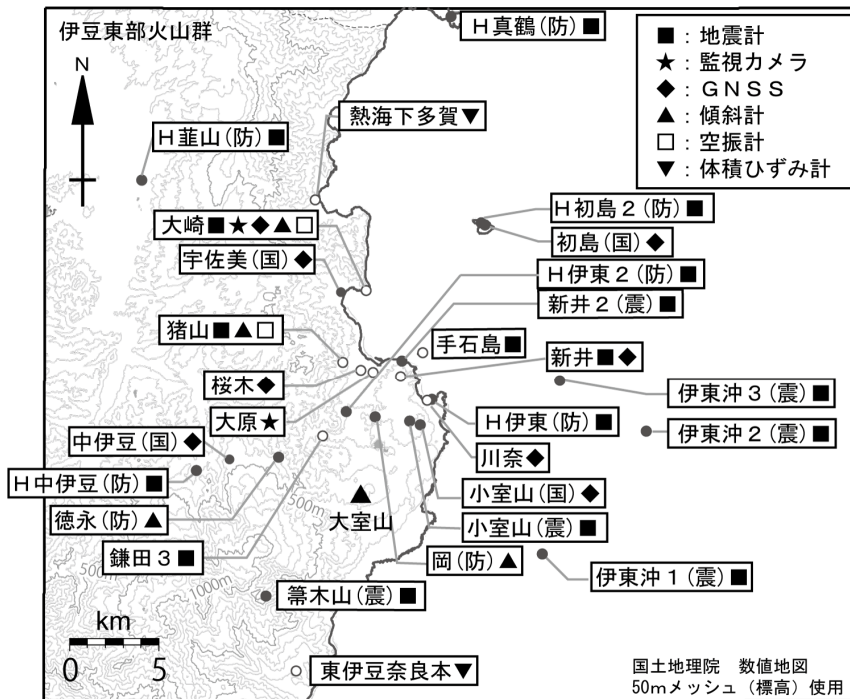 伊豆東部火山群
N
■：地震計
★：監視カメラ
◆：ＧＮＳＳ
▲：傾斜計
□：空振計
▼：体積ひずみ計
Ｈ真鶴(防)■
熱海下多賀▼
Ｈ韮山(防)■
Ｈ初島２(防)■
初島(国)◆
大崎■★◆▲□
宇佐美(国)◆
Ｈ伊東２(防)■
新井２(震)■
猪山■▲□
手石島■
新井■◆
桜木◆
伊東沖３(震)■
大原★
Ｈ伊東(防)■
伊東沖２(震)■
中伊豆(国)◆
川奈◆
Ｈ中伊豆(防)■
小室山(国)◆
徳永(防)▲
500m
大室山
小室山(震)■
鎌田３■
岡(防)▲
伊東沖１(震)■
500m
1000m
箒木山(震)■
km
0 5
東伊豆奈良本▼
国土地理院　数値地図
50mメッシュ（標高）使用